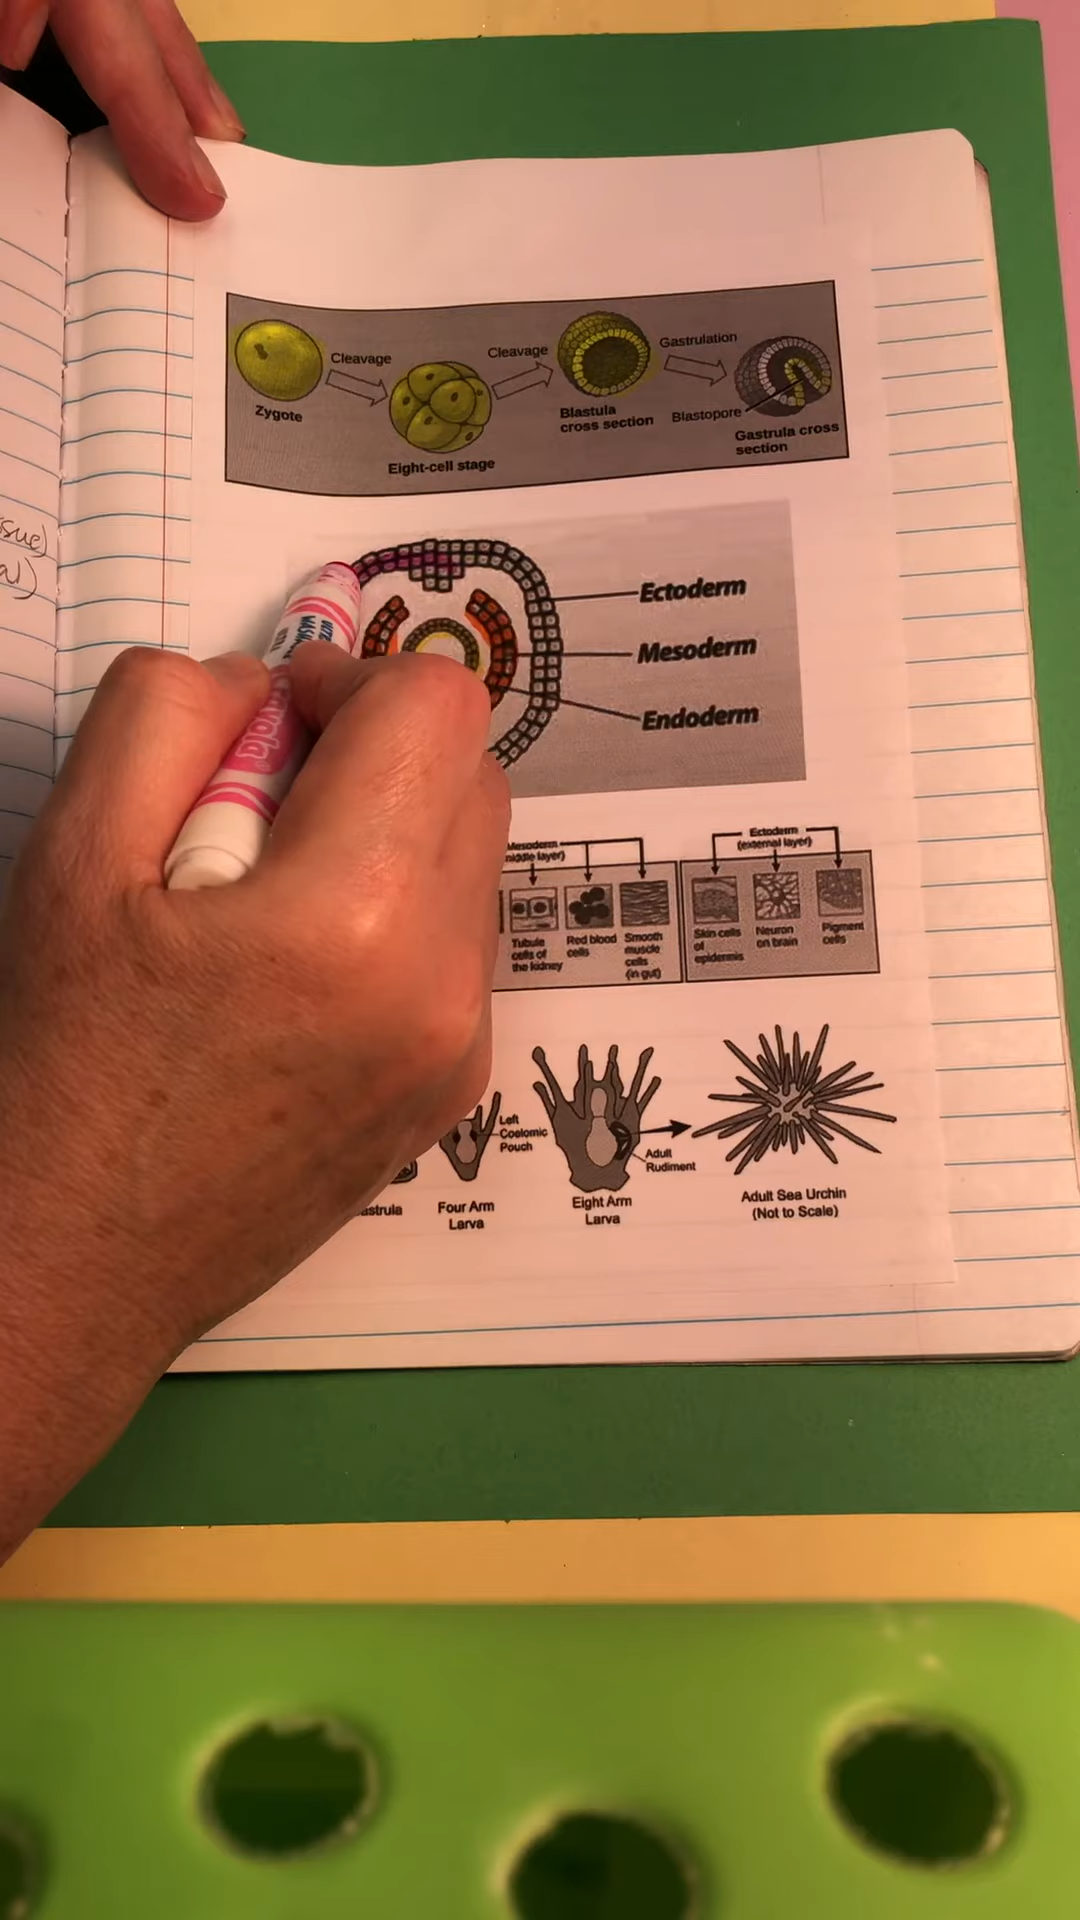 ssue)
Cleavage
Cleavage
Gastrulation
Zygote
Eight-cell stage
Blastula
cross section
Blastopore
Gastrula cross
section
Ectoderm
Mesoderm
Endoderm
Mesoderm
(external layer)
Ectoderm
Tubule
cells of
the kidney
Red blood
cells
Smooth
muscle
cells
(in gut)
Skin cells
of
epidermis
Neuron
on brain
Pigment
cells
Left
Coelomic
Pouch
Adult
Rudiment
astrula
Four Arm
Larva
Eight Arm
Larva
Adult Sea Urchin
(Not to Scale)